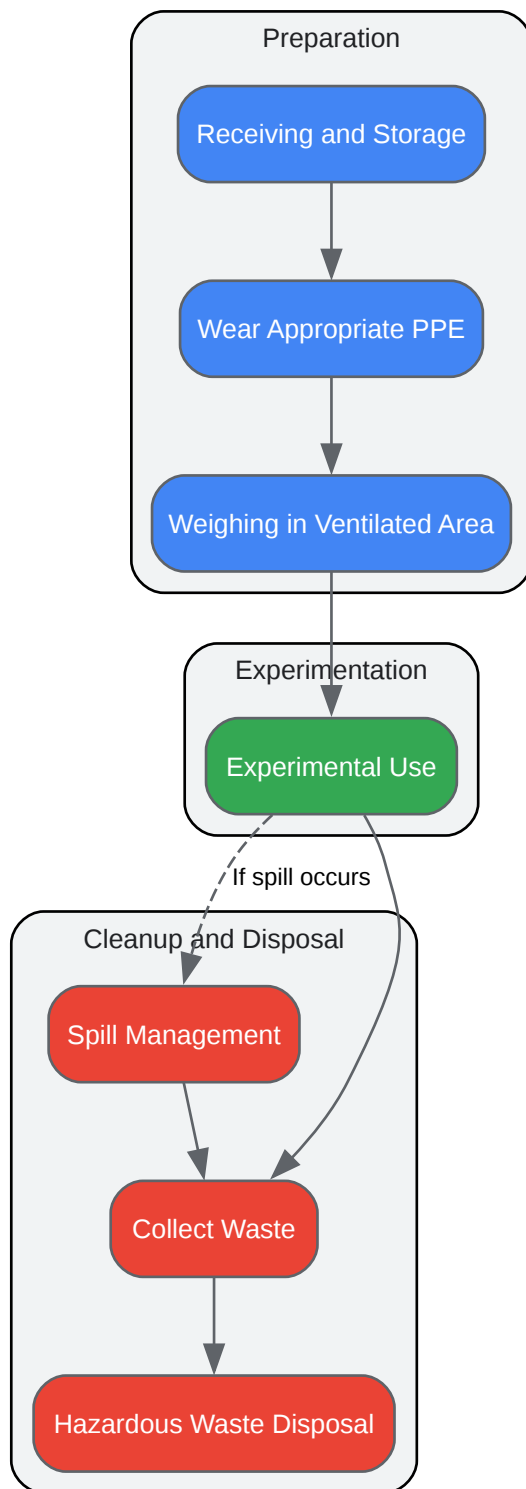 Preparation
Receiving and Storage
Wear Appropriate PPE
Weighing in Ventilated Area
Experimentation
Experimental Use
If spill occurs
Cleanup and Disposal
Spill Management
Collect Waste
Hazardous Waste Disposal